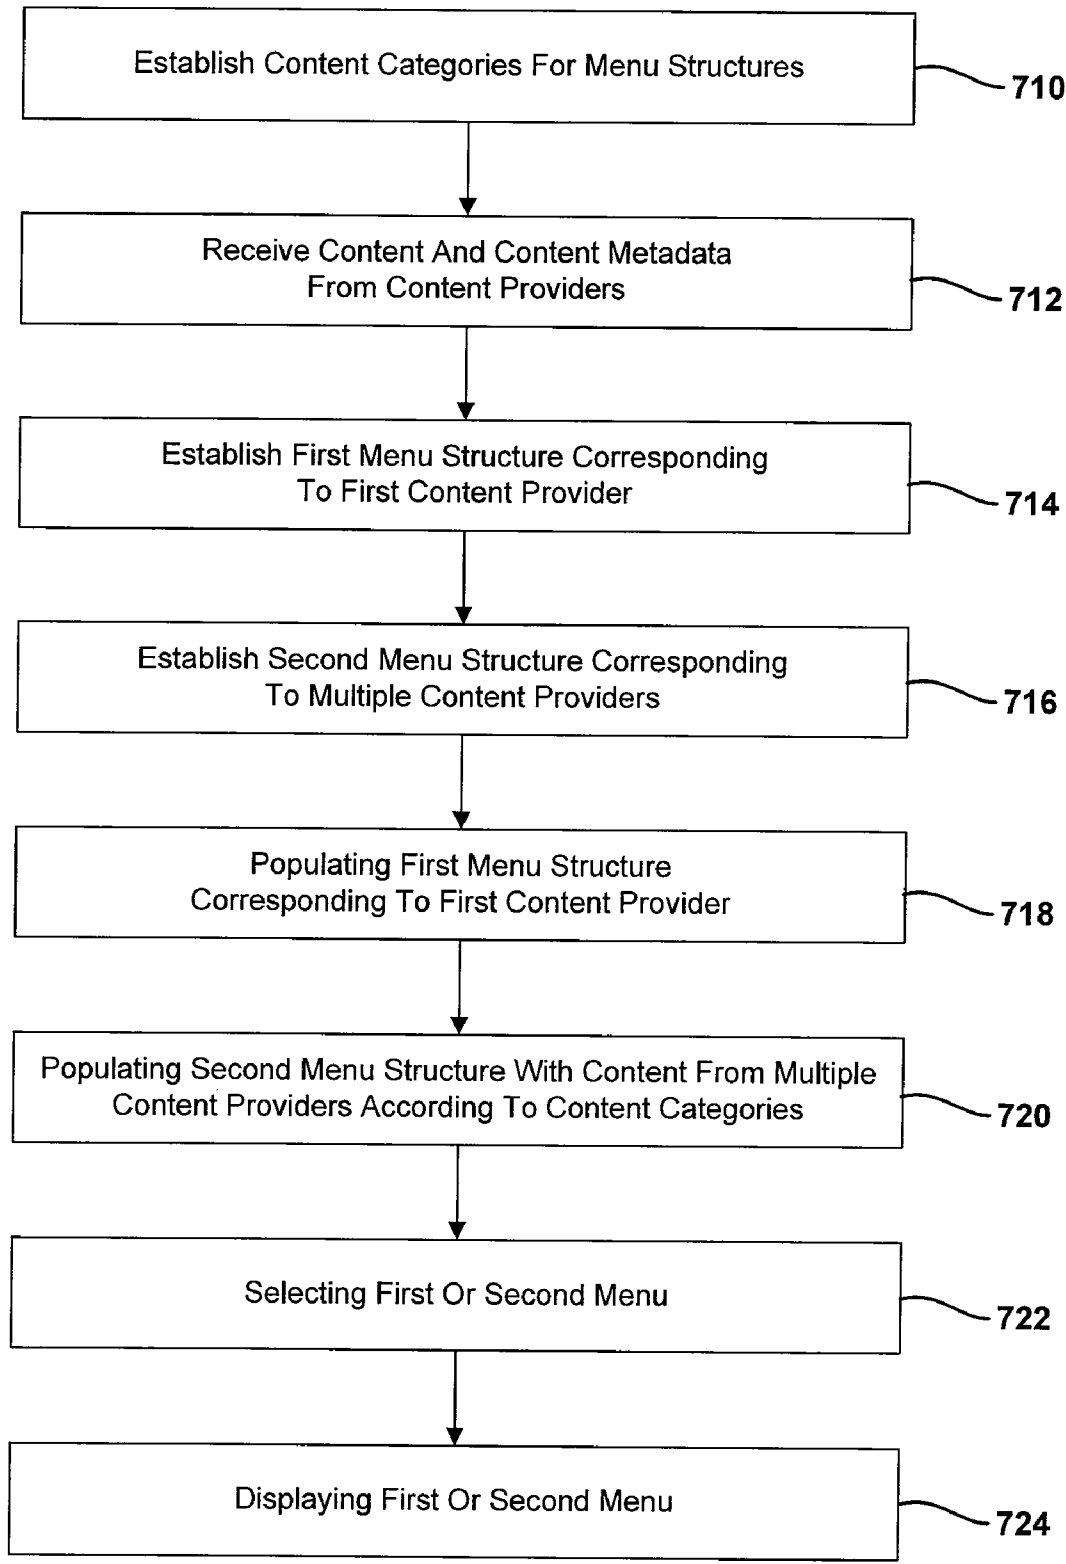 Establish Content Categories For Menu Structures
710
Receive Content And Content Metadata
From Content Providers
712
Establish First Menu Structure Corresponding
To First Content Provider
714
Establish Second Menu Structure Corresponding
To Multiple Content Providers
716
Populating First Menu Structure
Corresponding To First Content Provider
718
Populating Second Menu Structure With Content From Multiple
Content Providers According To Content Categories
720
Selecting First Or Second Menu
722
Displaying First Or Second Menu
724